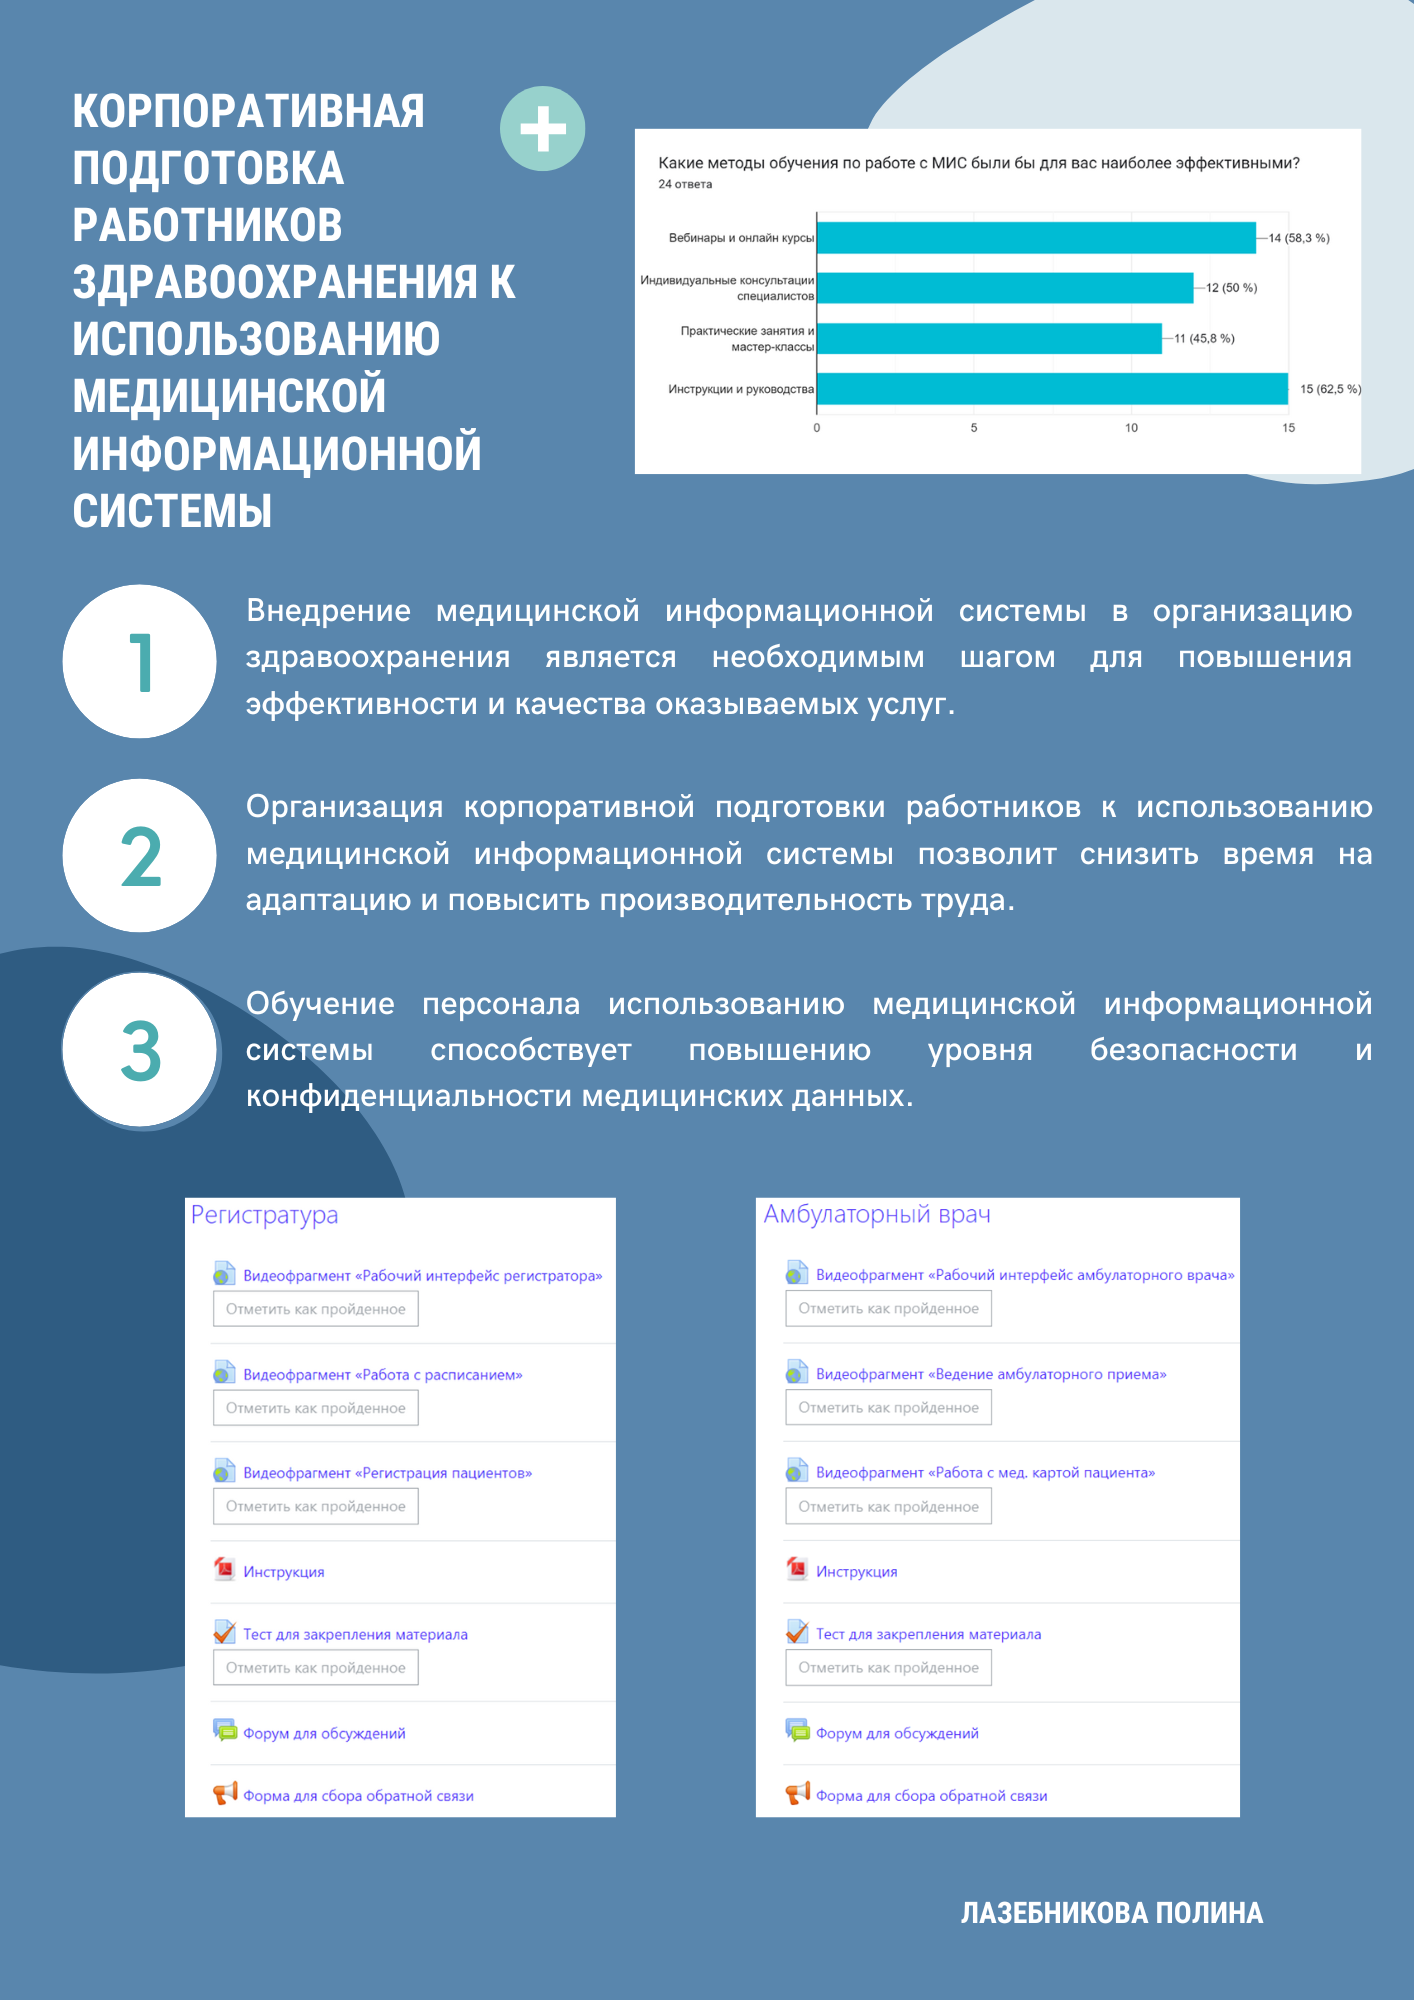 КОРПОРАТИВНАЯ
ПОДГОТОВКА
РАБОТНИКОВ
ЗДРАВООХРАНЕНИЯ К
ИСПОЛЬЗОВАНИЮ
МЕДИЦИНСКОЙ
ИНФОРМАЦИОННОЙ
СИСТЕМЫ
Какие методы обучения по работе с МИС были бы для вас наиболее эффективными?
24 ответа
Вебинары и онлайн курсы
14 (58,3 %)
Индивидуальные консультации
специалистов
12 (50 %)
Практические занятия и
мастер-классы
11 (45,8 %)
Инструкции и руководства
15 (62,5 %)
0 5 10 15
1
Внедрение медицинской информационной системы в организацию
здравоохранения является необходимым шагом для повышения
эффективности и качества оказываемых услуг.
2
Организация корпоративной подготовки работников к использованию
медицинской информационной системы позволит снизить время на
адаптацию и повысить производительность труда.
3
Обучение персонала использованию медицинской информационной
системы способствует повышению уровня безопасности и
конфиденциальности медицинских данных.
Регистратура
Видеофрагмент «Рабочий интерфейс регистратора»
Отметить как пройденное
Видеофрагмент «Работа с расписанием»
Отметить как пройденное
Видеофрагмент «Регистрация пациентов»
Отметить как пройденное
Инструкция
Тест для закрепления материала
Отметить как пройденное
Форум для обсуждений
Форма для сбора обратной связи
Амбулаторный врач
Видеофрагмент «Рабочий интерфейс амбулаторного врача»
Отметить как пройденное
Видеофрагмент «Ведение амбулаторного приема»
Отметить как пройденное
Видеофрагмент «Работа с мед. картой пациента»
Отметить как пройденное
Инструкция
Тест для закрепления материала
Отметить как пройденное
Форум для обсуждений
Форма для сбора обратной связи
ЛАЗЕБНИКОВА ПОЛИНА